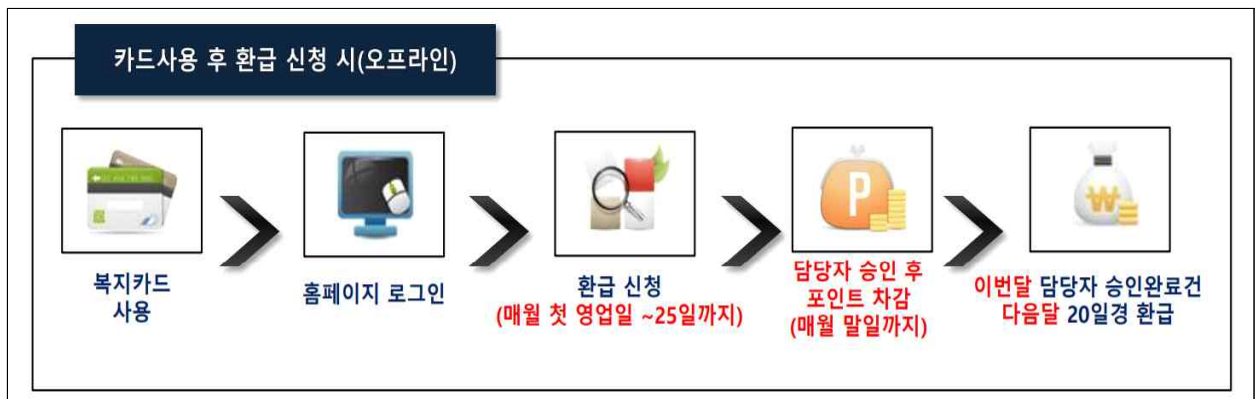 카드사용 후 환급 신청 시(오프라인)
복지카드
사용
홈페이지 로그인
환급 신청
(매월 첫 영업일 ~25일까지)
P
담당자 승인 후
포인트 차감
(매월 말일까지)
₩
이번달 담당자 승인완료건
다음달 20일경 환급